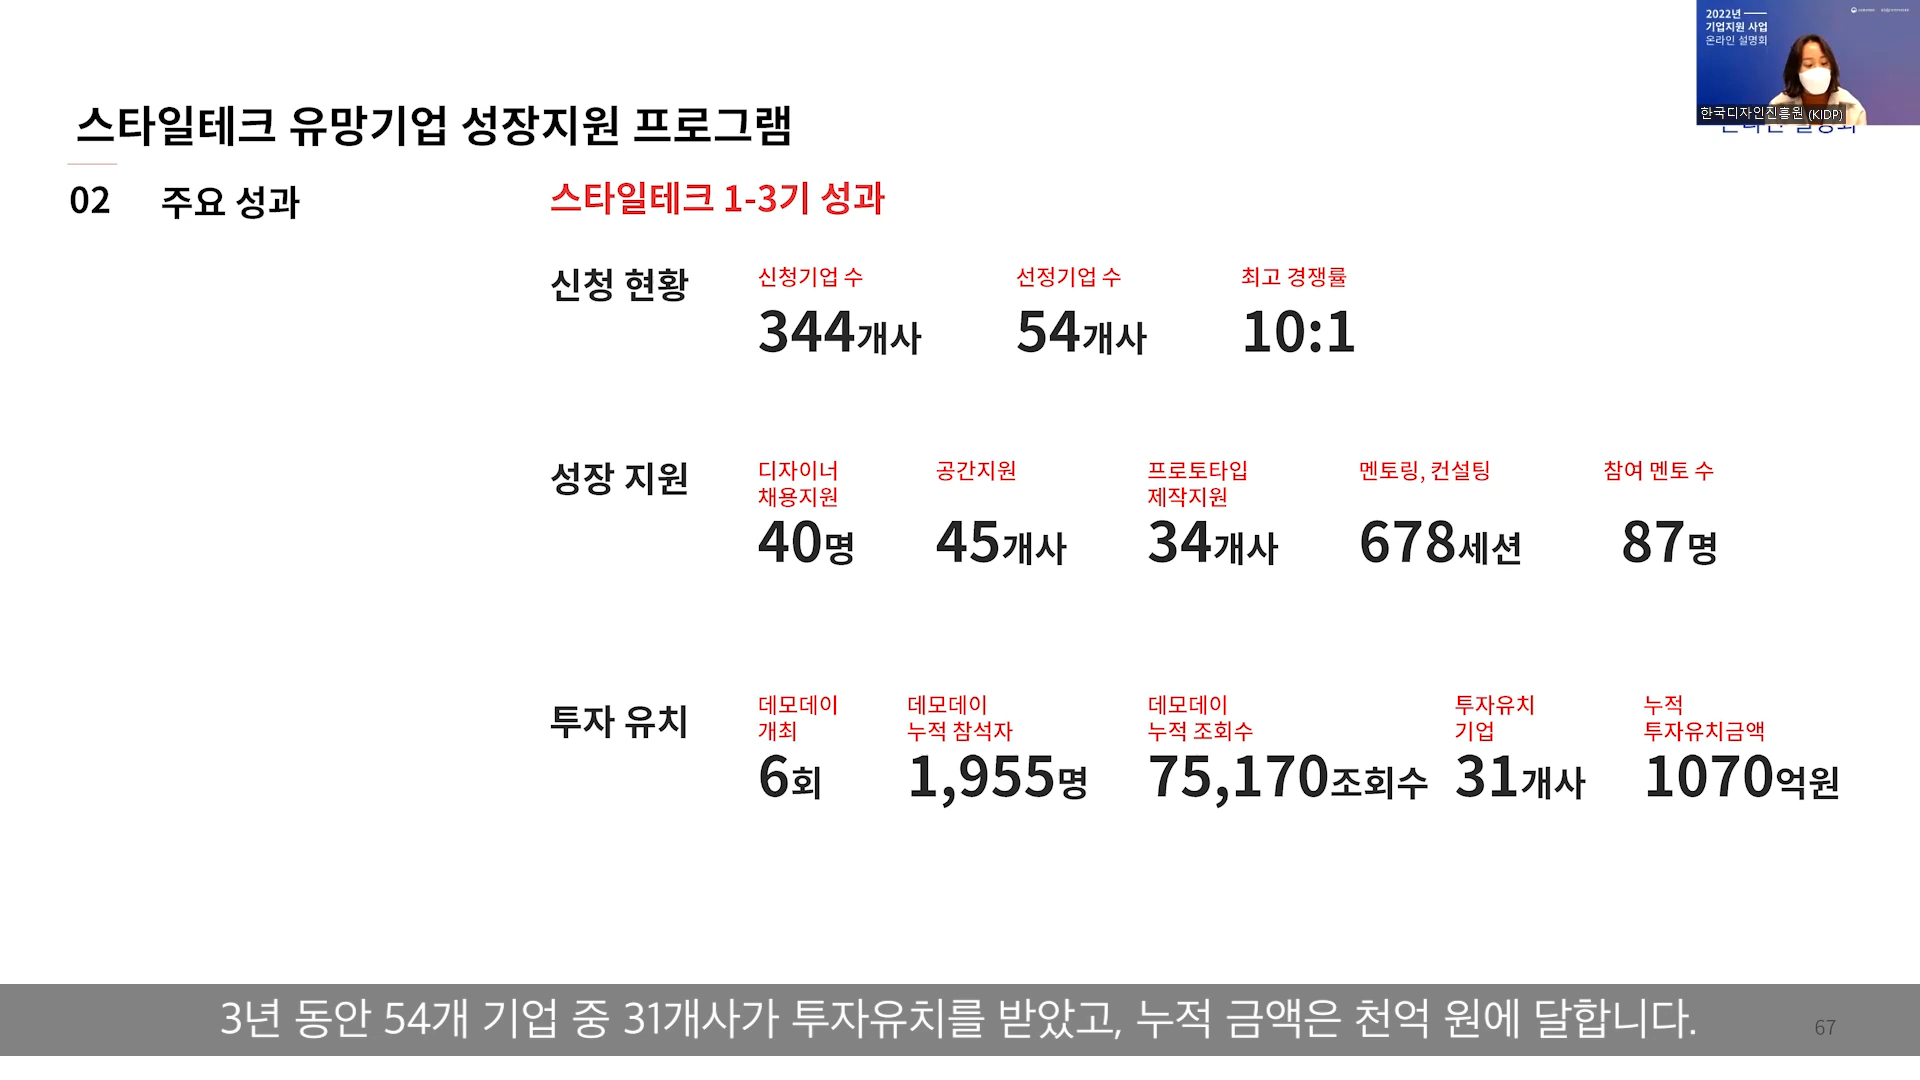 2022년
기업지원 사업
온라인 설명회
한국디자인진흥원 (KIDP)
스타일테크 유망기업 성장지원 프로그램
02 주요 성과
스타일테크 1-3기 성과
신청 현황
신청기업 수
344개사
선정기업 수
54개사
최고 경쟁률
10:1
성장 지원
디자이너
채용지원
40명
공간지원
45개사
프로토타입
제작지원
34개사
멘토링, 컨설팅
678세션
참여 멘토 수
87명
투자 유치
데모데이
개최
6회
데모데이
누적 참석자
1,955명
데모데이
누적 조회수
75,170조회수
투자유치
기업
31개사
누적
투자유치금액
1070억원
3년 동안 54개 기업 중 31개사가 투자유치를 받았고, 누적 금액은 천억 원에 달합니다.
67